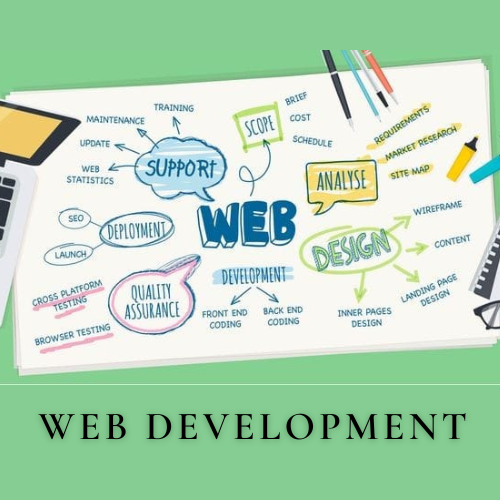 TRAINING
MAINTENANCE
UPDATE
WEB
STATISTICS
SUPPORT
SCOPE
BRIEF
COST
SCHEDULE
REQUIREMENTS
MARKET RESEARCH
SITE MAP
ANALYSE
WEB
SEO
LAUNCH
DEPLOYMENT
DESIGN
WIREFRAME
CONTENT
LANDING PAGE
DESIGN
INNER PAGES
DESIGN
DEVELOPMENT
FRONT END
CODING
BACK END
CODING
QUALITY
ASSURANCE
CROSS PLATFORM
TESTING
BROWSER TESTING
WEB DEVELOPMENT